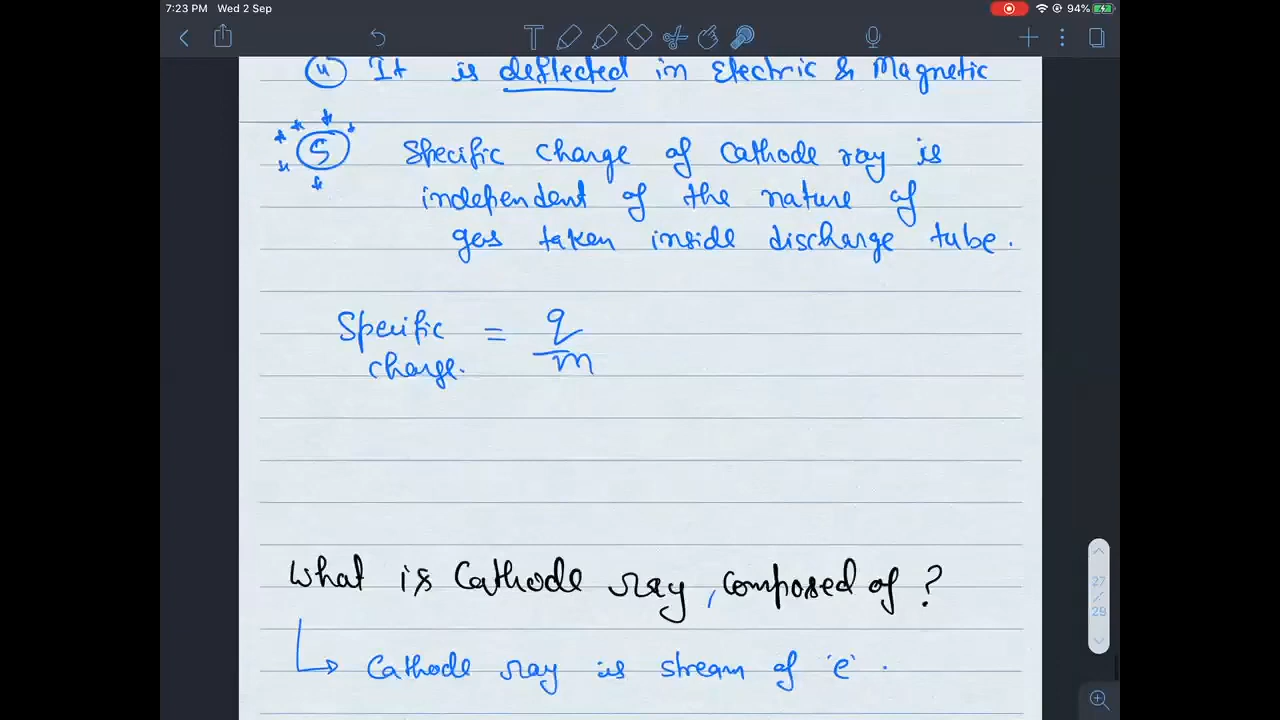 7:23 PM Wed 2 Sep
94%
4 It is deflected in Electric & Magnetic
5 Specific charge of Cathode ray is
independent of the nature of
gas taken inside discharge tube.
Specific charge. = q/m
What is Cathode ray, composed of ?
Cathode ray is stream of 'e' .
27
/
29